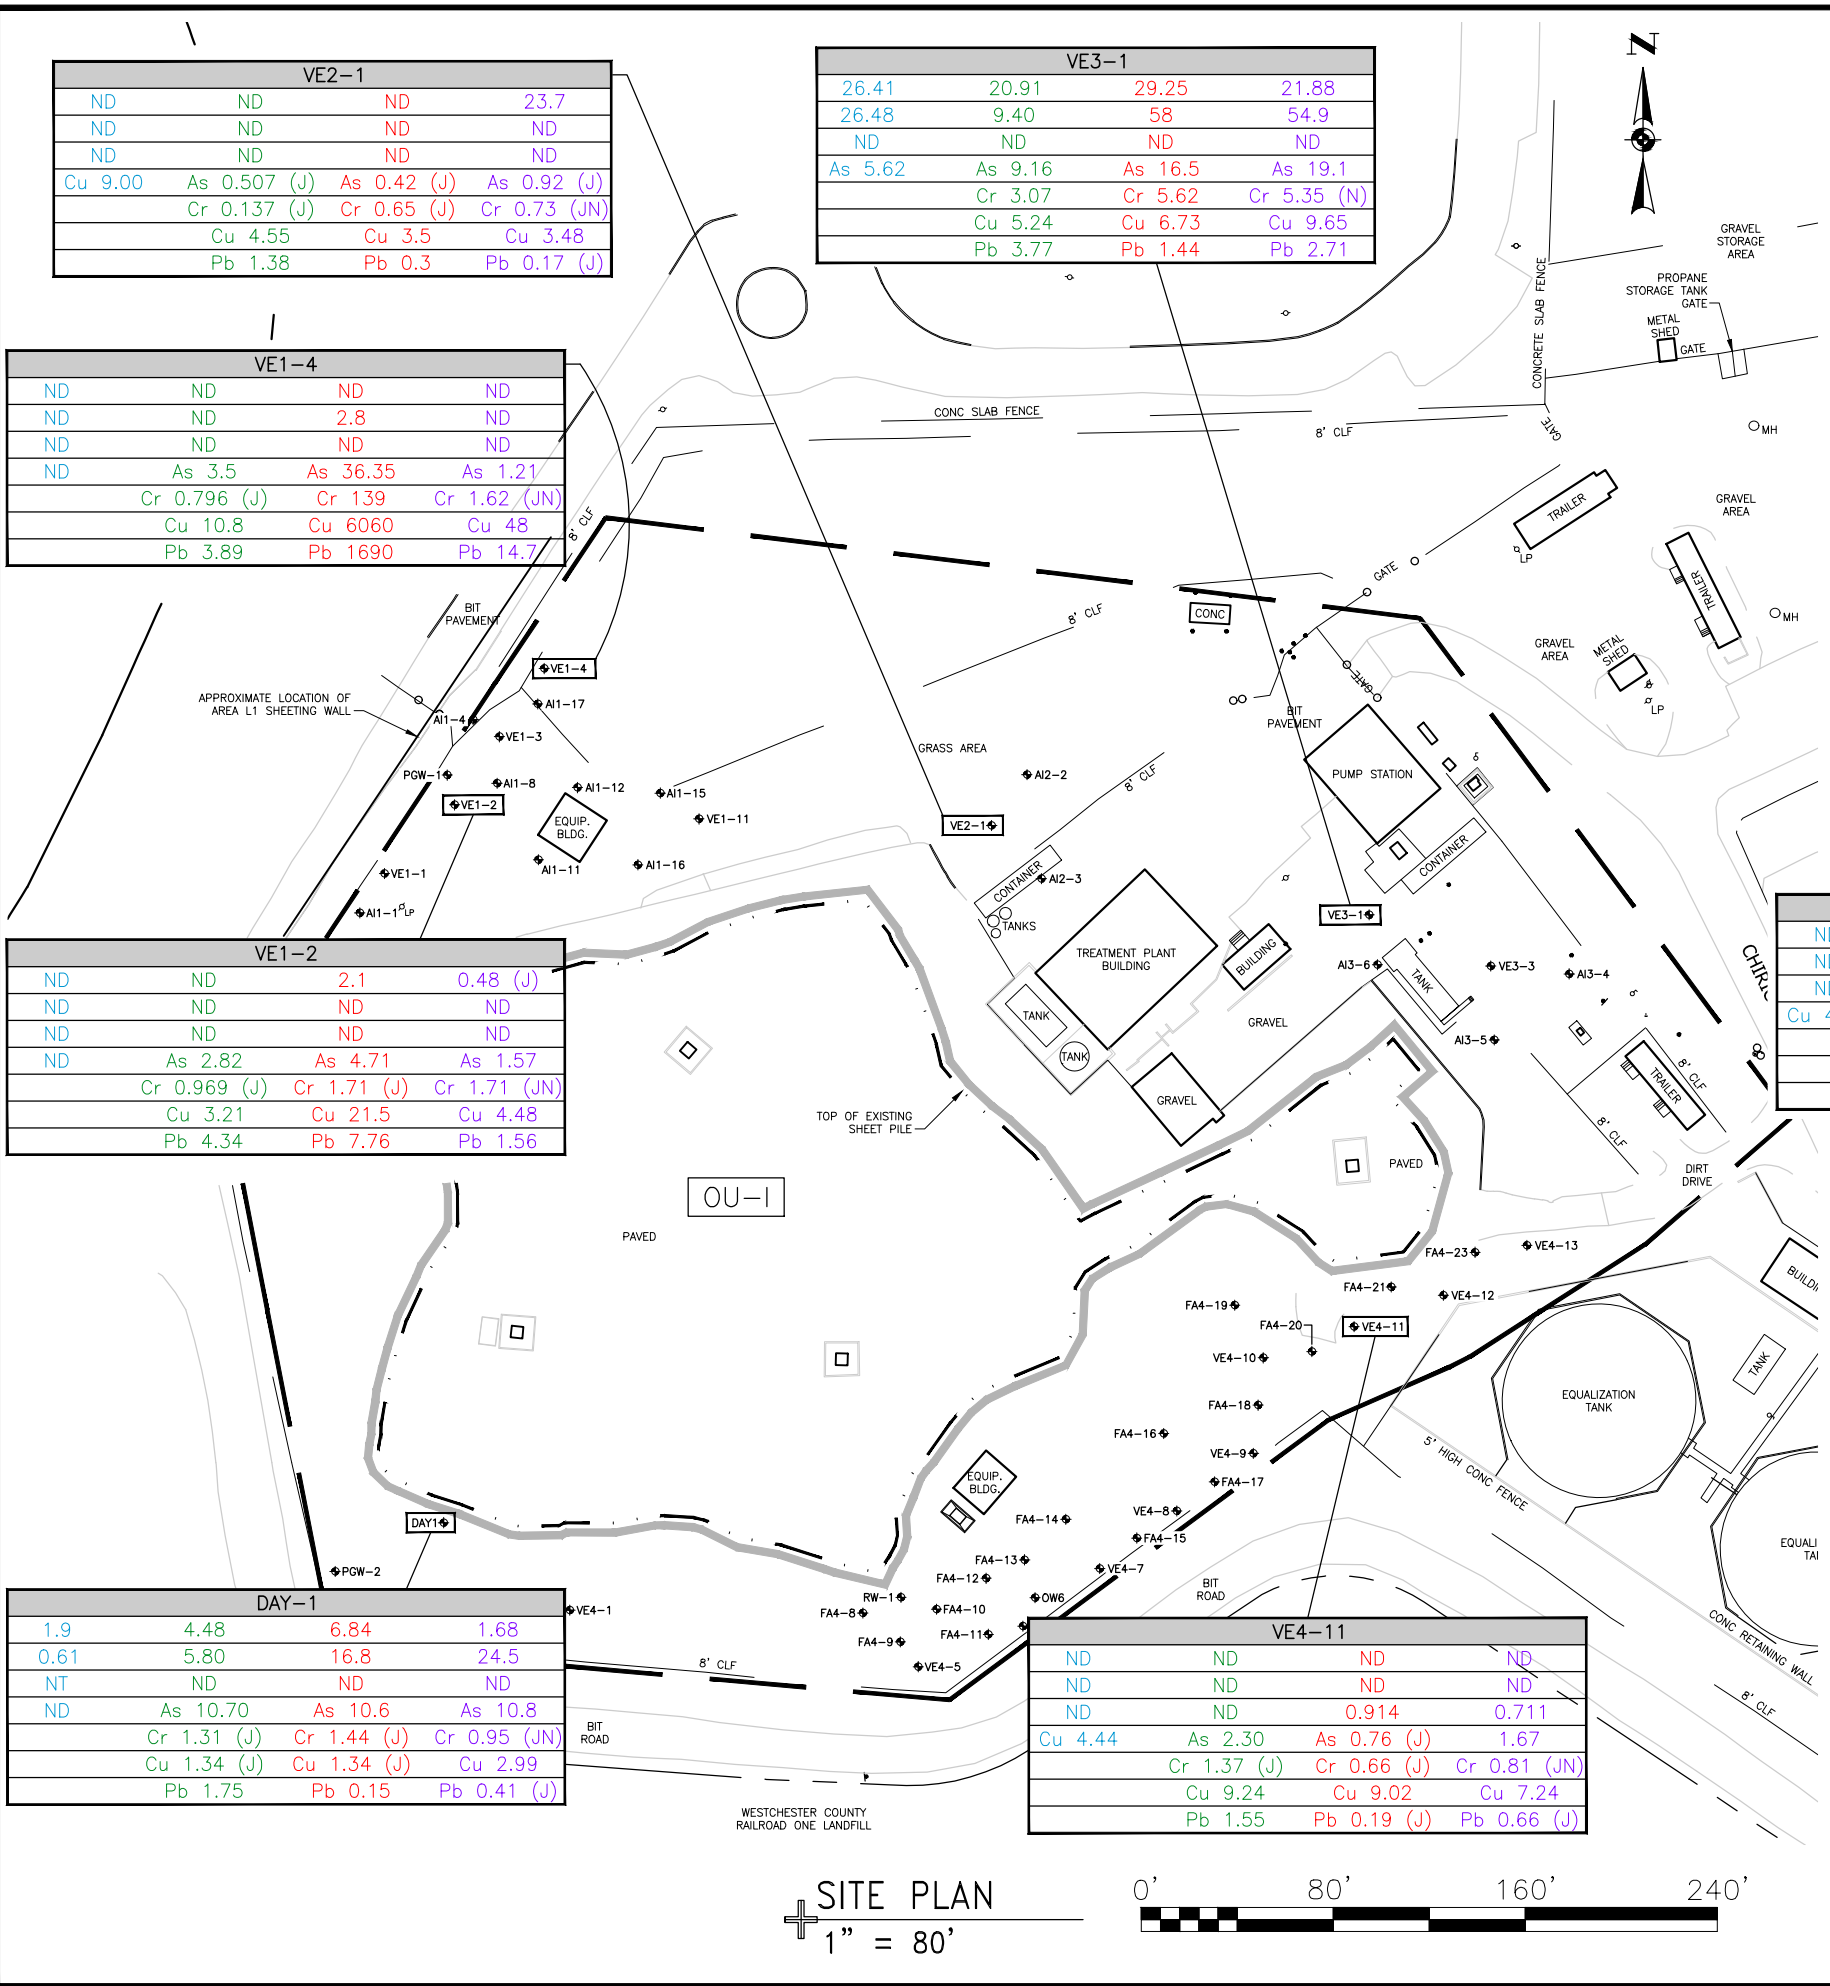 VE2-1
ND ND ND 23.7
ND ND ND ND
ND ND ND ND
Cu 9.00 As 0.507 (J) As 0.42 (J) As 0.92 (J)
Cr 0.137 (J) Cr 0.65 (J) Cr 0.73 (JN)
Cu 4.55 Cu 3.5 Cu 3.48
Pb 1.38 Pb 0.3 Pb 0.17 (J)
VE3-1
26.41 20.91 29.25 21.88
26.48 9.40 58 54.9
ND ND ND ND
As 5.62 As 9.16 As 16.5 As 19.1
Cr 3.07 Cr 5.62 Cr 5.35 (N)
Cu 5.24 Cu 6.73 Cu 9.65
Pb 3.77 Pb 1.44 Pb 2.71
N
GRAVEL
STORAGE
AREA
PROPANE
STORAGE TANK
GATE
METAL
SHED
GATE
CONCRETE SLAB FENCE
VE1-4
ND ND ND ND
ND ND 2.8 ND
ND ND ND ND
ND As 3.5 As 36.35 As 1.21
Cr 0.796 (J) Cr 139 Cr 1.62 (JN)
Cu 10.8 Cu 6060 Cu 48
Pb 3.89 Pb 1690 Pb 14.7
CONC SLAB FENCE
8' CLF
GATE
MH
8' CLF
TRAILER
GRAVEL
AREA
LP
GATE
TRAILER
BIT
PAVEMENT
8' CLF
CONC
MH
GRAVEL
AREA
METAL
SHED
LP
VE1-4
APPROXIMATE LOCATION OF
AREA L1 SHEETING WALL
AI1-17
AI1-4
VE1-3
GATE
BIT
PAVEMENT
GRASS AREA
PGW-1
AI1-8
AI1-12
AI1-15
AI2-2
8' CLF
PUMP STATION
VE1-2
VE1-11
EQUIP.
BLDG.
VE2-1
VE1-1
AI1-11
AI1-16
CONTAINER
AI2-3
CONTAINER
AI1-1
LP
TANKS
VE3-1
TREATMENT PLANT
BUILDING
BUILDING
AI3-6
TANK
VE3-3
AI3-4
VE1-2
ND ND 2.1 0.48 (J)
ND ND ND ND
ND ND ND ND
ND As 2.82 As 4.71 As 1.57
Cr 0.969 (J) Cr 1.71 (J) Cr 1.71 (JN)
Cu 3.21 Cu 21.5 Cu 4.48
Pb 4.34 Pb 7.76 Pb 1.56
TANK
TANK
GRAVEL
AI3-5
8' CLF
TRAILER
Cu
GRAVEL
TOP OF EXISTING
SHEET PILE
8' CLF
PAVED
DIRT
DRIVE
OU-1
PAVED
FA4-23
VE4-13
FA4-21
VE4-12
FA4-19
FA4-20
VE4-11
VE4-10
TANK
EQUALIZATION
TANK
FA4-18
FA4-16
VE4-9
5' HIGH CONC FENCE
EQUIP.
BLDG.
FA4-17
VE4-8
FA4-14
DAY1
FA4-15
FA4-13
VE4-7
PGW-2
FA4-12
BIT
ROAD
RW-1
OW6
VE4-1
FA4-8
FA4-10
FA4-11
FA4-9
VE4-5
8' CLF
CONC RETAINING WALL
8' CLF
DAY-1
1.9 4.48 6.84 1.68
0.61 5.80 16.8 24.5
NT ND ND ND
ND As 10.70 As 10.6 As 10.8
Cr 1.31 (J) Cr 1.44 (J) Cr 0.95 (JN)
Cu 1.34 (J) Cu 1.34 (J) Cu 2.99
Pb 1.75 Pb 0.15 Pb 0.41 (J)
BIT
ROAD
VE4-11
ND ND ND ND
ND ND ND ND
ND ND 0.914 0.711
Cu 4.44 As 2.30 As 0.76 (J) 1.67
Cr 1.37 (J) Cr 0.66 (J) Cr 0.81 (JN)
Cu 9.24 Cu 9.02 Cu 7.24
Pb 1.55 Pb 0.19 (J) Pb 0.66 (J)
WESTCHESTER COUNTY
RAILROAD ONE LANDFILL
SITE PLAN
1" = 80'
0' 80' 160' 240'